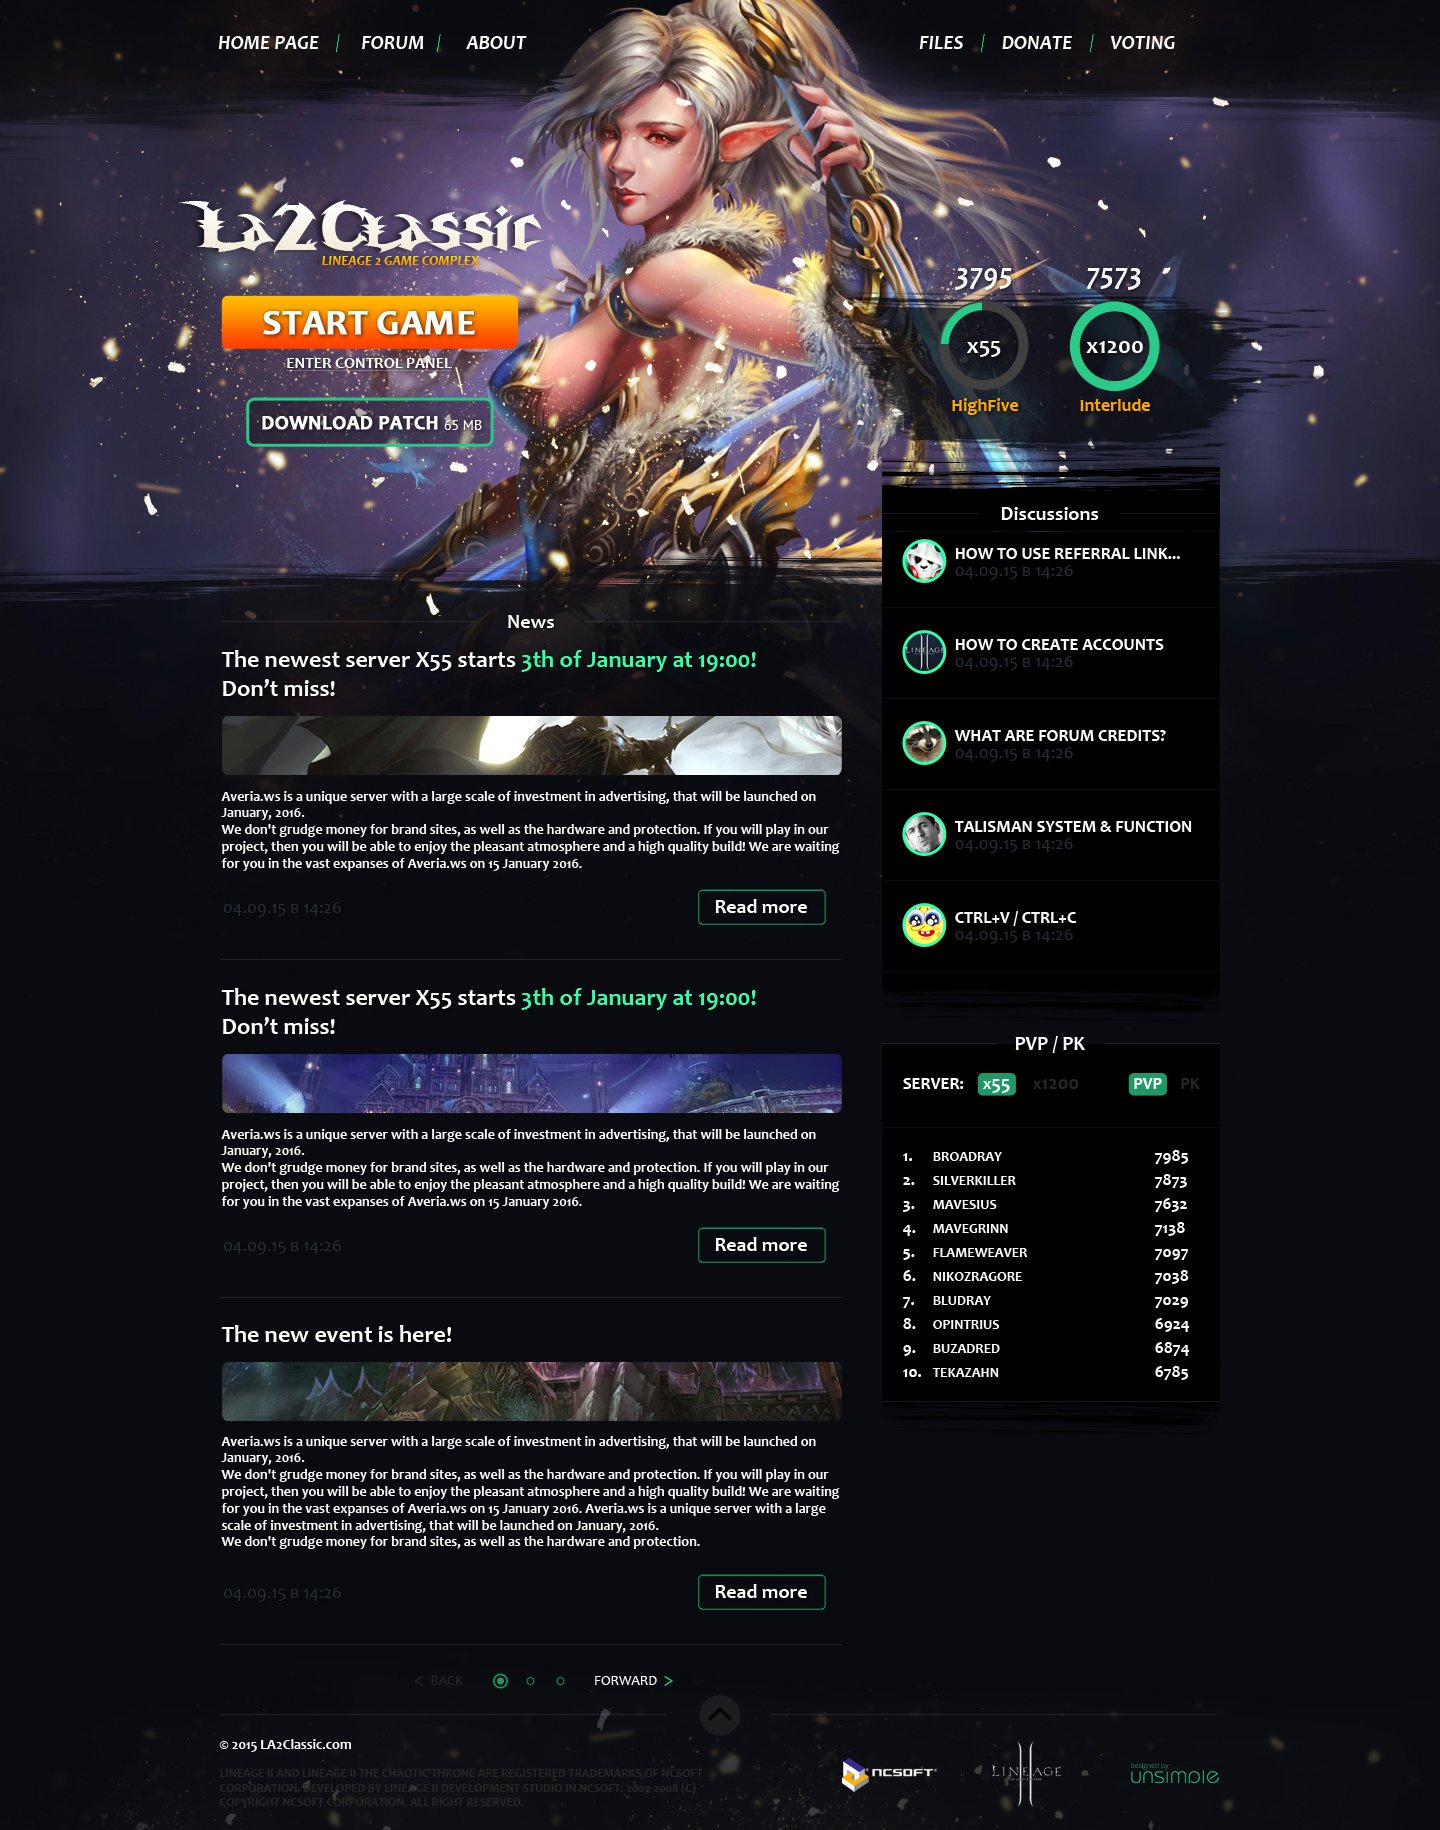 HOME PAGE / FORUM / ABOUT
FILES / DONATE / VOTING
La2Classic
LINEAGE 2 GAME COMPLEX
START GAME
ENTER CONTROL PANEL
DOWNLOAD PATCH 65 MB
3795 7573
x55 x1200
HighFive Interlude
Discussions
HOW TO USE REFERRAL LINK...
04.09.15 в 14:26
LINEAGE
HOW TO CREATE ACCOUNTS
04.09.15 в 14:26
WHAT ARE FORUM CREDITS?
04.09.15 в 14:26
TALISMAN SYSTEM & FUNCTION
04.09.15 в 14:26
CTRL+V / CTRL+C
04.09.15 в 14:26
News
The newest server X55 starts 3th of January at 19:00!
Don’t miss!
Averia.ws is a unique server with a large scale of investment in advertising, that will be launched on
January, 2016.
We don't grudge money for brand sites, as well as the hardware and protection. If you will play in our
project, then you will be able to enjoy the pleasant atmosphere and a high quality build! We are waiting
for you in the vast expanses of Averia.ws on 15 January 2016.
04.09.15 в 14:26
Read more
The newest server X55 starts 3th of January at 19:00!
Don’t miss!
Averia.ws is a unique server with a large scale of investment in advertising, that will be launched on
January, 2016.
We don't grudge money for brand sites, as well as the hardware and protection. If you will play in our
project, then you will be able to enjoy the pleasant atmosphere and a high quality build! We are waiting
for you in the vast expanses of Averia.ws on 15 January 2016.
04.09.15 в 14:26
Read more
The new event is here!
Averia.ws is a unique server with a large scale of investment in advertising, that will be launched on
January, 2016.
We don't grudge money for brand sites, as well as the hardware and protection. If you will play in our
project, then you will be able to enjoy the pleasant atmosphere and a high quality build! We are waiting
for you in the vast expanses of Averia.ws on 15 January 2016. Averia.ws is a unique server with a large
scale of investment in advertising, that will be launched on January, 2016.
We don't grudge money for brand sites, as well as the hardware and protection.
04.09.15 в 14:26
Read more
PVP / PK
SERVER: x55 x1200 PVP PK
1. BROADRAY 7985
2. SILVERKILLER 7873
3. MAVESIUS 7632
4. MAVEGRINN 7138
5. FLAMEWEAVER 7097
6. NIKOZRAGORE 7038
7. BLUDRAY 7029
8. OPINTRIUS 6924
9. BUZADRED 6874
10. TEKAZAHN 6785
< BACK
FORWARD >
© 2015 LA2Classic.com
LINEAGE II AND LINEAGE II THE CHAOTIC THRONE ARE REGISTERED TRADEMARKS OF NCSOFT
CORPORATION. DEVELOPED BY LINEAGE II DEVELOPMENT STUDIO IN NCSOFT. 2003-2008 (C)
COPYRIGHT NCSOFT CORPORATION. ALL RIGHT RESERVED.
NCSOFT
LINEAGE
designed by
unsimple